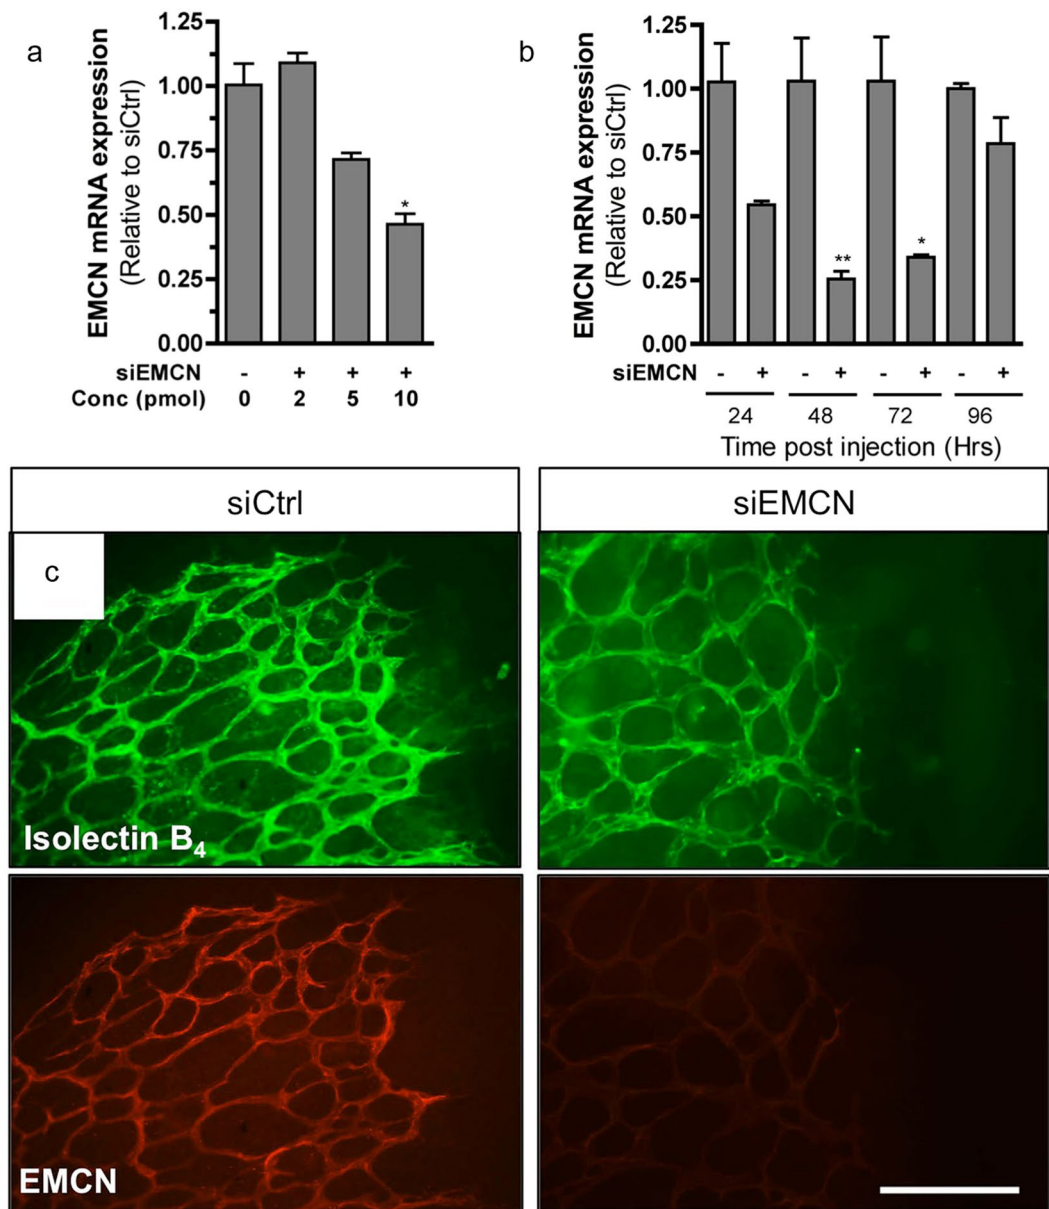 a
EMCN mRNA expression
(Relative to siCtrl)
1.25
1.00
0.75
0.50
0.25
0.00
*
siEMCN - + + +
Conc (pmol) 0 2 5 10
b
EMCN mRNA expression
(Relative to siCtrl)
1.25
1.00
0.75
0.50
0.25
0.00
**
*
siEMCN - + - + - + - +
24 48 72 96
Time post injection (Hrs)
siCtrl
siEMCN
c
Isolectin B₄
EMCN